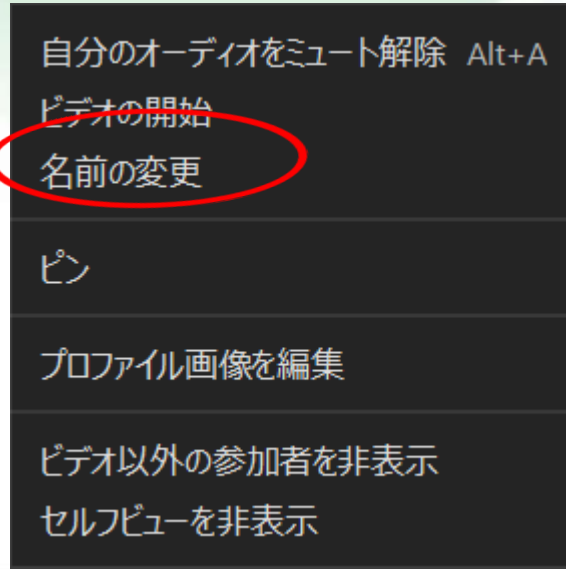 自分のオーディオをミュート解除 Alt+A
ビデオの開始
名前の変更
ピン
プロファイル画像を編集
ビデオ以外の参加者を非表示
セルフビューを非表示